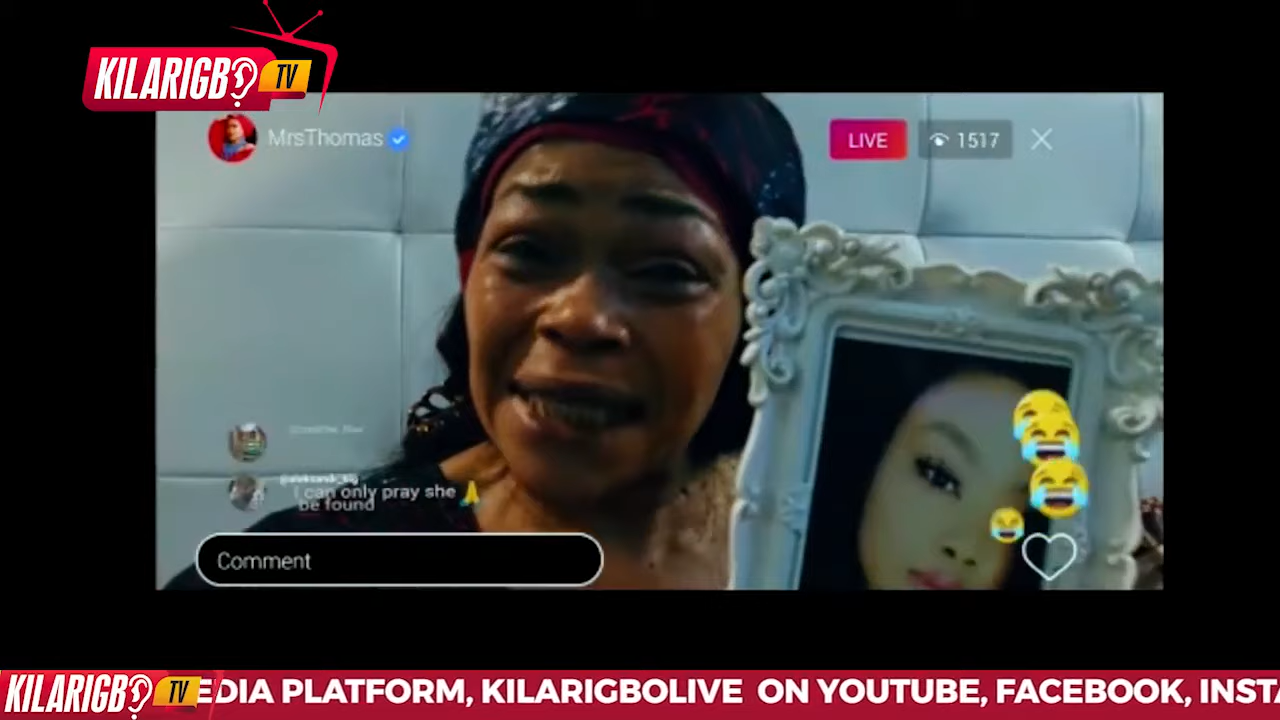 KILARIGBO TV
MrsThomas
LIVE
1517
I can only pray she 🙏
be found
Comment
KILARIGBO TV
EDIA PLATFORM, KILARIGBOLIVE ON YOUTUBE, FACEBOOK, INSTA